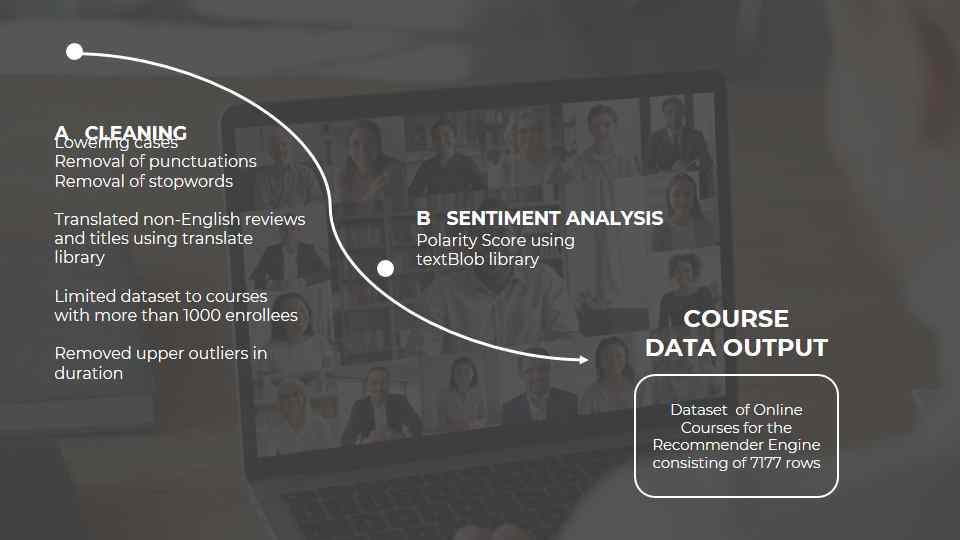 A CLEANING
Lowering cases
Removal of punctuations
Removal of stopwords
Translated non-English reviews
and titles using translate
library
Limited dataset to courses
with more than 1000 enrollees
Removed upper outliers in
duration
B SENTIMENT ANALYSIS
Polarity Score using
textBlob library
COURSE
DATA OUTPUT
Dataset of Online
Courses for the
Recommender Engine
consisting of 7177 rows